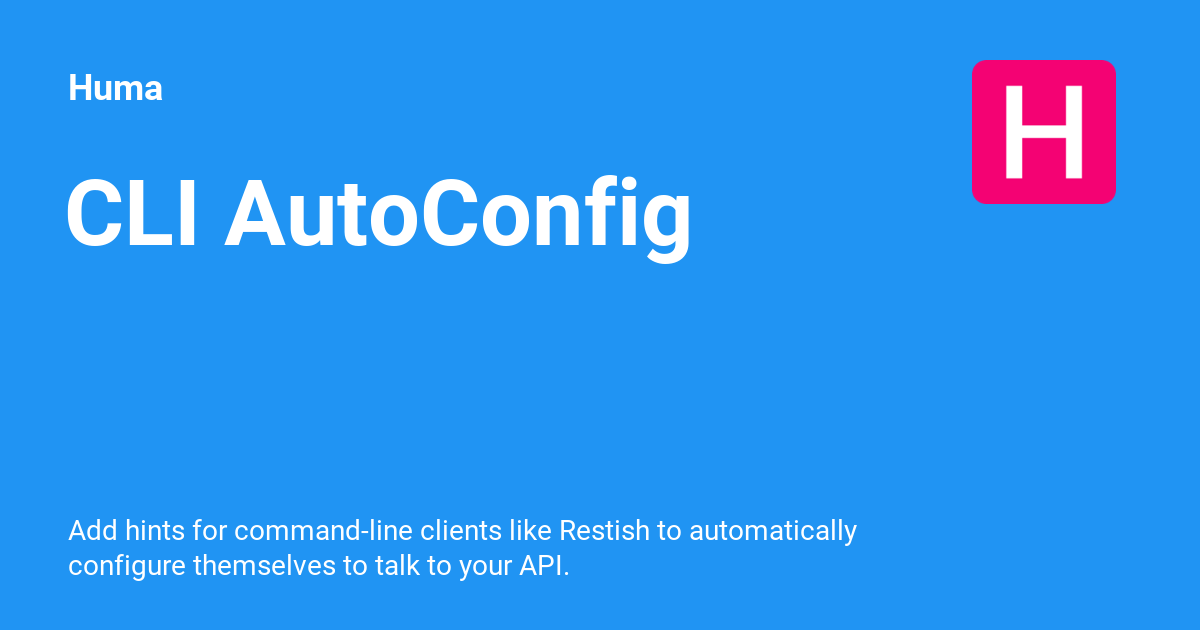 Huma
H
CLI AutoConfig
Add hints for command-line clients like Restish to automatically
configure themselves to talk to your API.